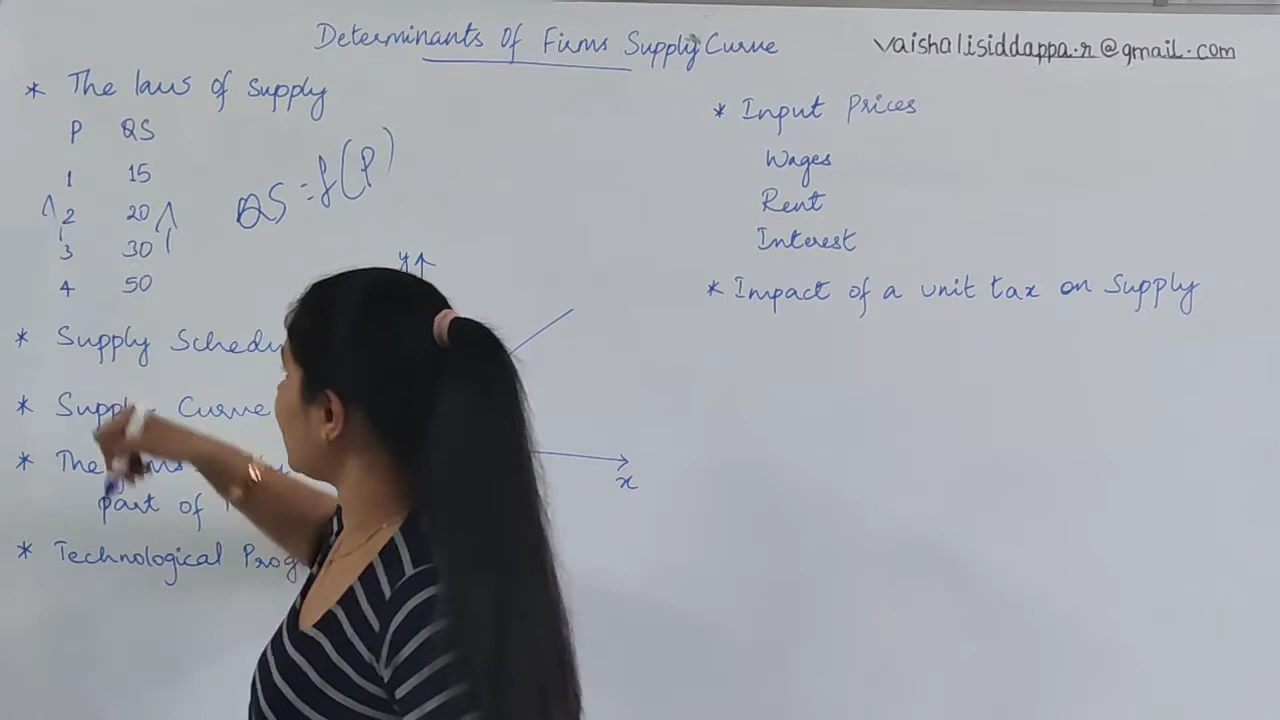 Determinants Of Firms Supply Curve
vaishalisiddappa.r@gmail.com
* The laws of Supply
P QS
1 15
2 20
3 30
4 50
QS = f(P)
y
x
* Supply
* Supply Curve
* The
part of
* Technological
* Input Prices
Wages
Rent
Interest
* Impact of a unit tax on Supply